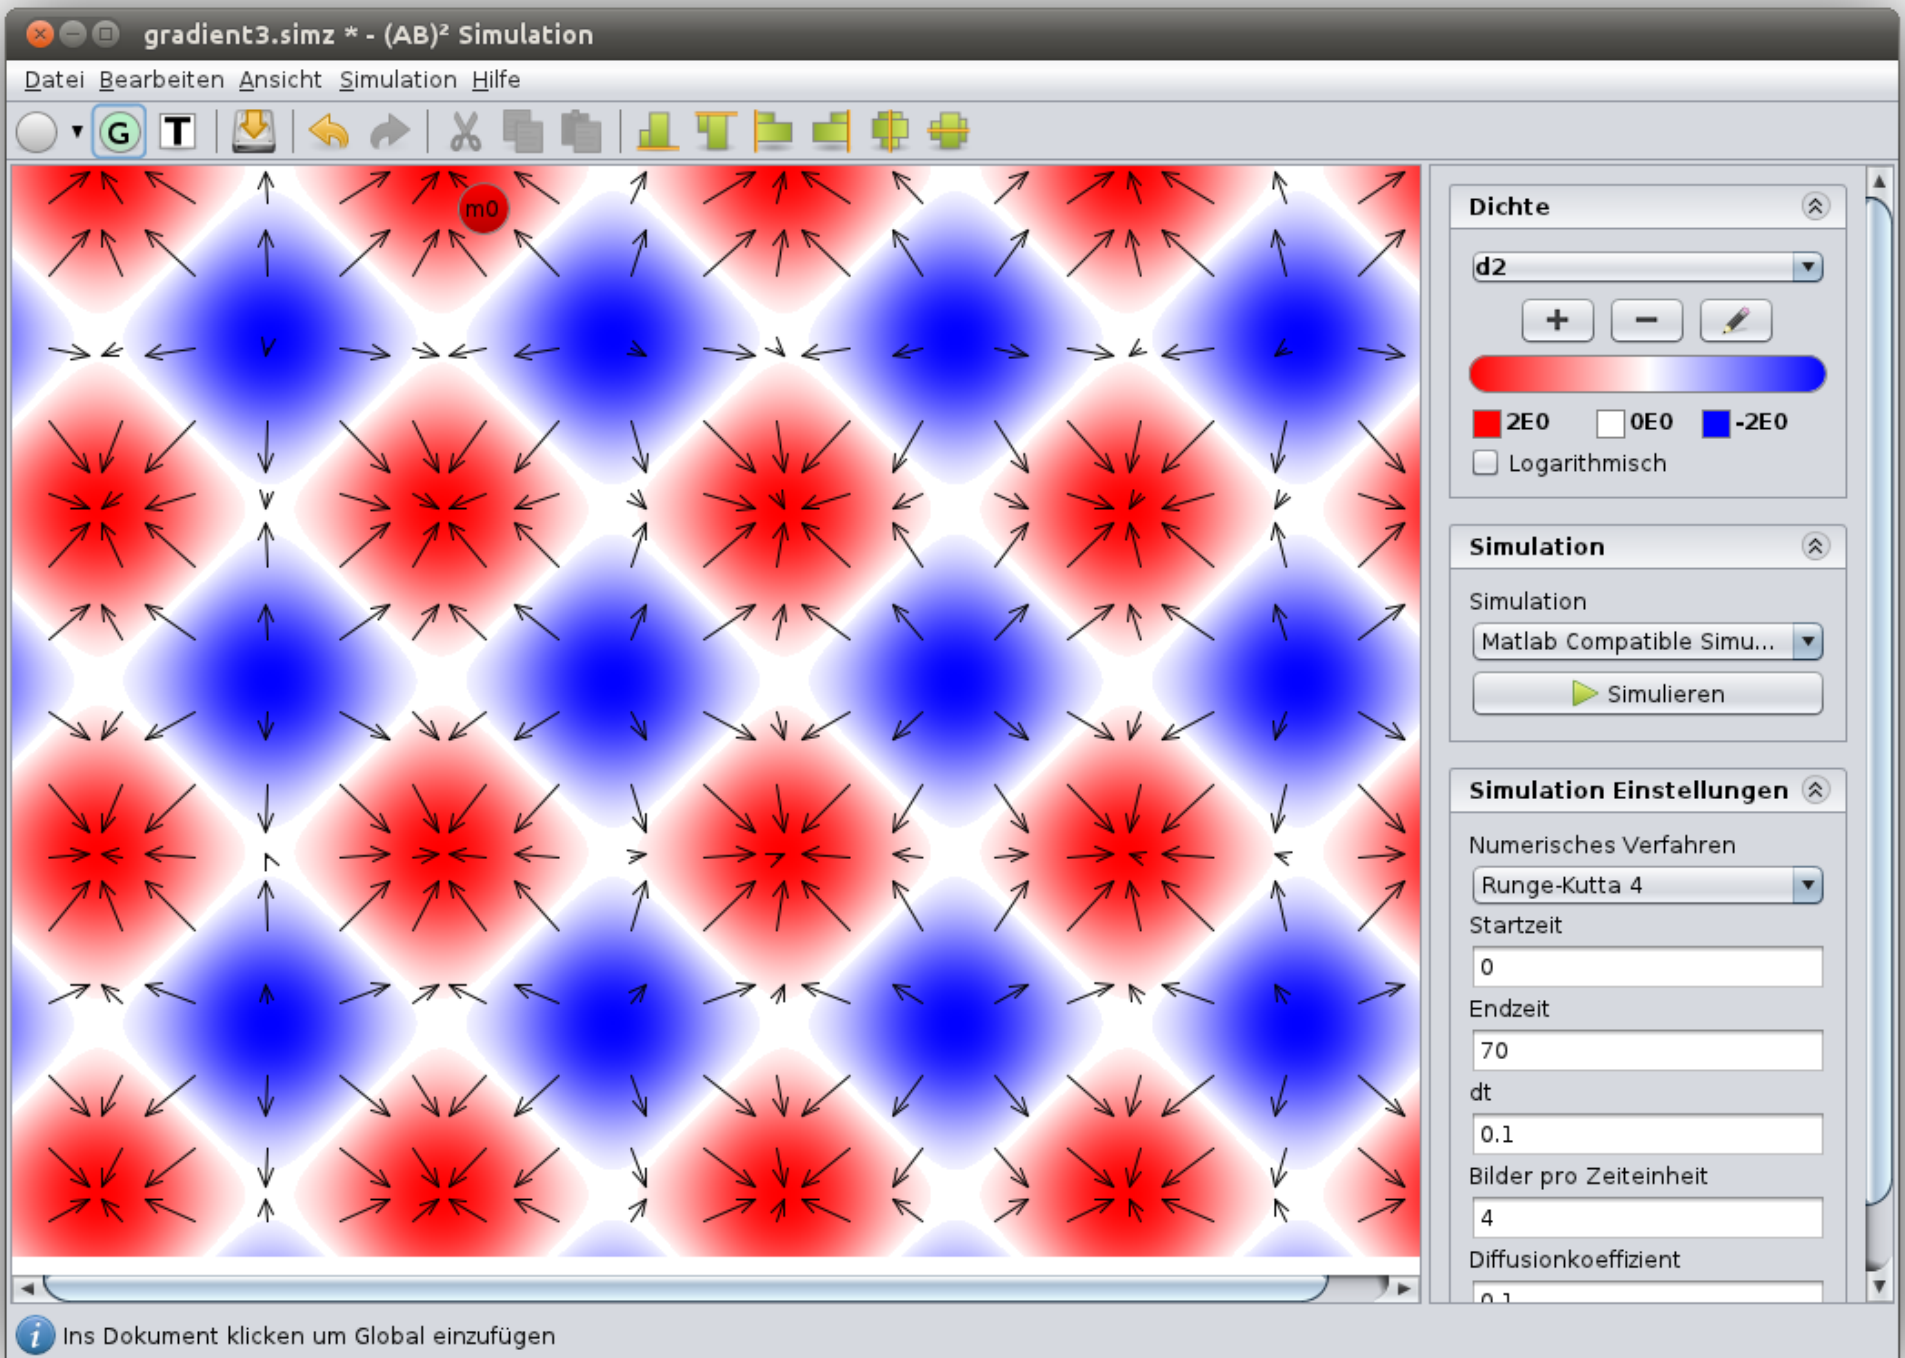 gradient3.simz * - (AB)² Simulation
Datei Bearbeiten Ansicht Simulation Hilfe
G T
m0
Dichte
d2
2E0 0E0 -2E0
Logarithmisch
Simulation
Simulation
Matlab Compatible Simu...
Simulieren
Simulation Einstellungen
Numerisches Verfahren
Runge-Kutta 4
Startzeit
0
Endzeit
70
dt
0.1
Bilder pro Zeiteinheit
4
Diffusionkoeffizient
0.1
i Ins Dokument klicken um Global einzufügen